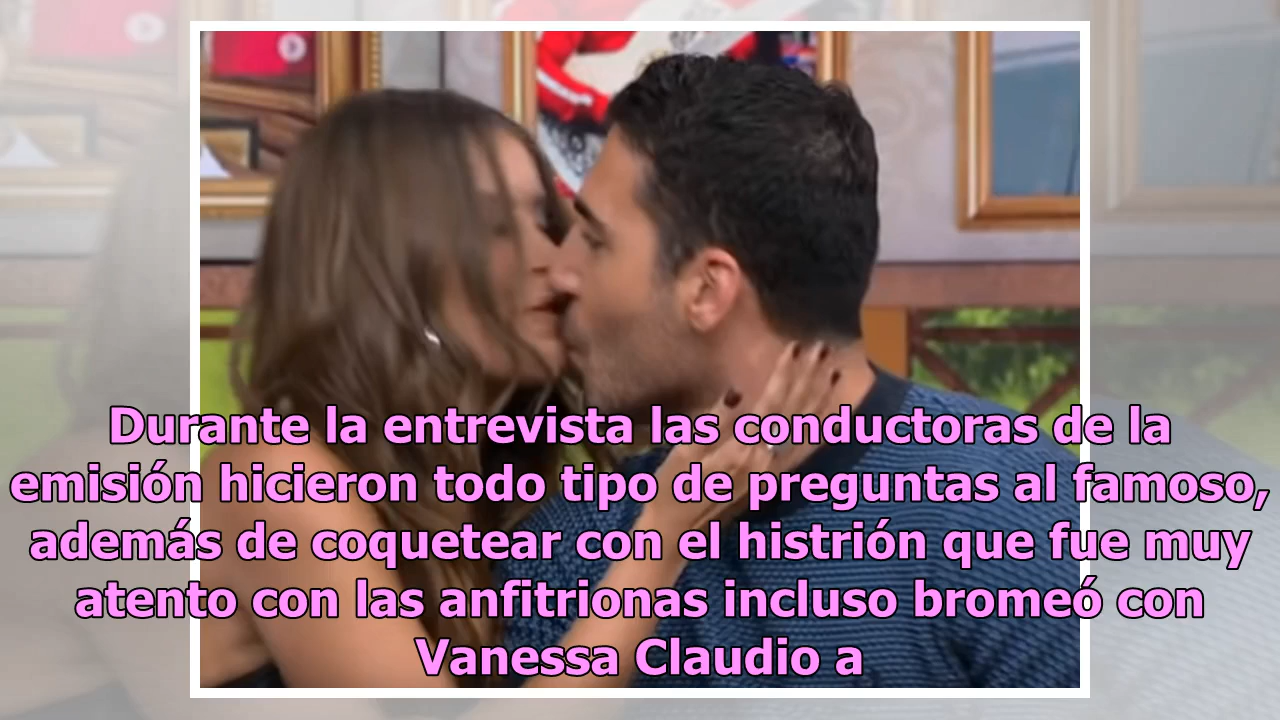 Durante la entrevista las conductoras de la
emisión hicieron todo tipo de preguntas al famoso,
además de coquetear con el histrión que fue muy
atento con las anfitrionas incluso bromeó con
Vanessa Claudio a